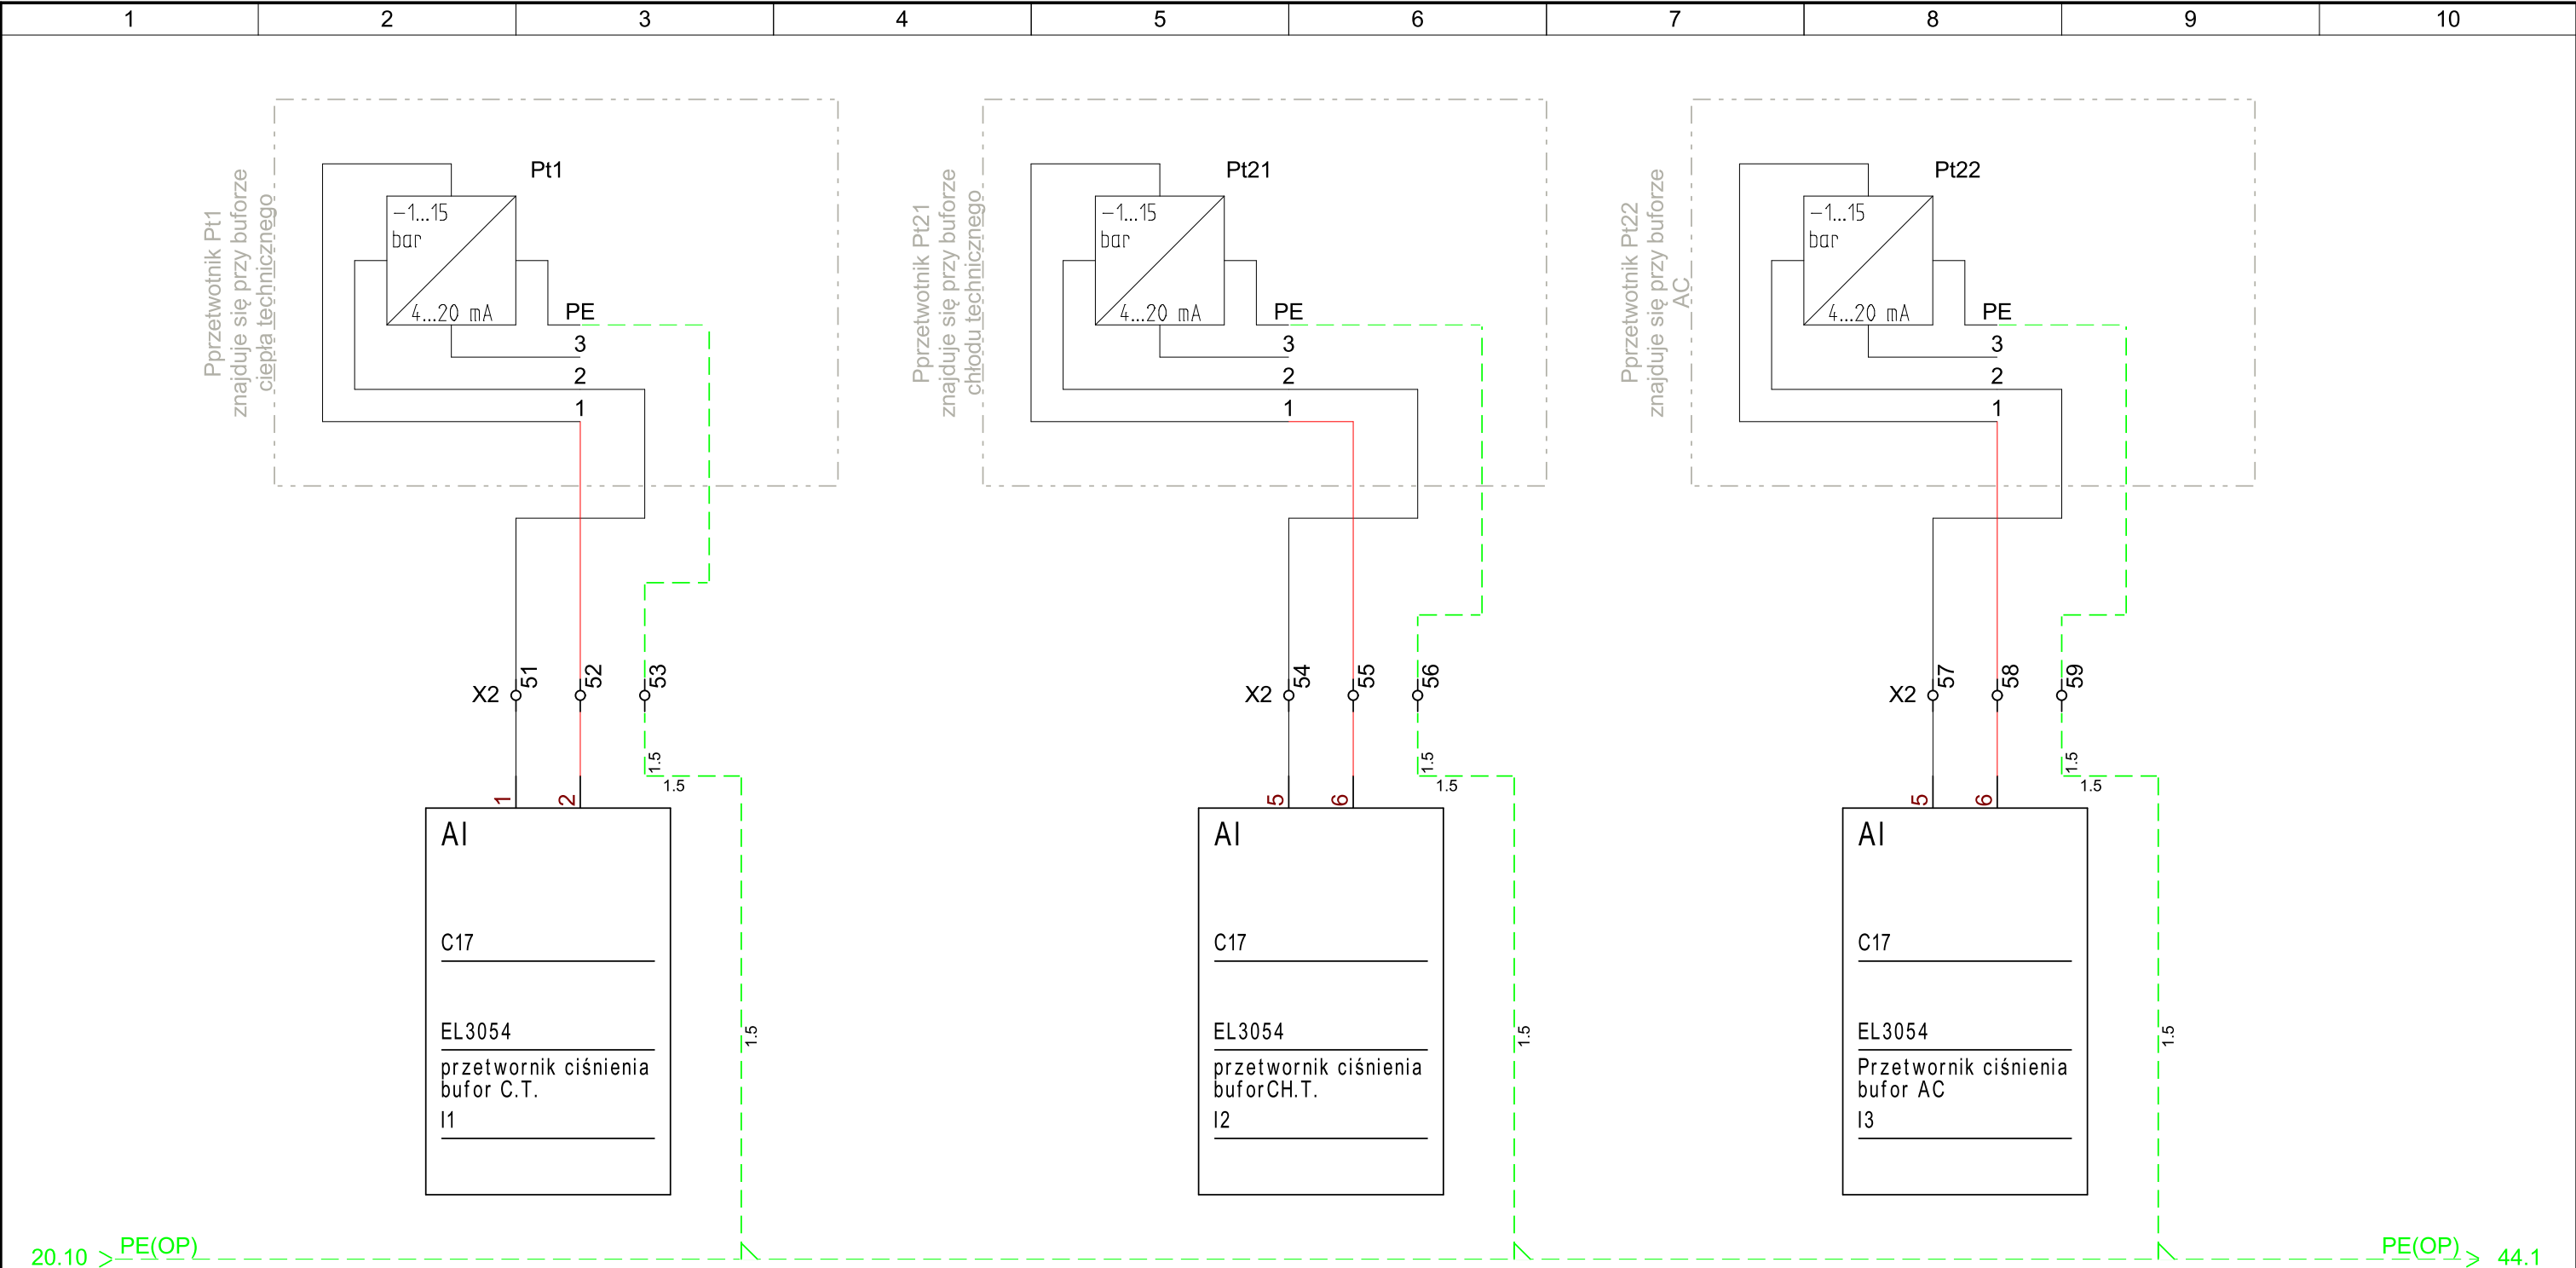 1 2 3 4 5 6 7 8 9 10
Pprzetwotnik Pt1
znajduje się przy buforze
ciepła technicznego
Pt1
-1...15
bar
4...20 mA
PE
3
2
1
Pprzetwotnik Pt21
znajduje się przy buforze
chłodu technicznego
Pt21
-1...15
bar
4...20 mA
PE
3
2
1
Pprzetwotnik Pt22
znajduje się przy buforze
AC
Pt22
-1...15
bar
4...20 mA
PE
3
2
1
X2 51 52 53
X2 54 55 56
X2 57 58 59
1.5
1.5
1.5
1.5
1.5
1.5
1 2
5 6
5 6
AI
C17
EL3054
przetwornik ciśnienia
bufor C.T.
I1
1.5
AI
C17
EL3054
przetwornik ciśnienia
buforCH.T.
I2
1.5
AI
C17
EL3054
Przetwornik ciśnienia
bufor AC
I3
1.5
20.10 PE(OP)
PE(OP) 44.1